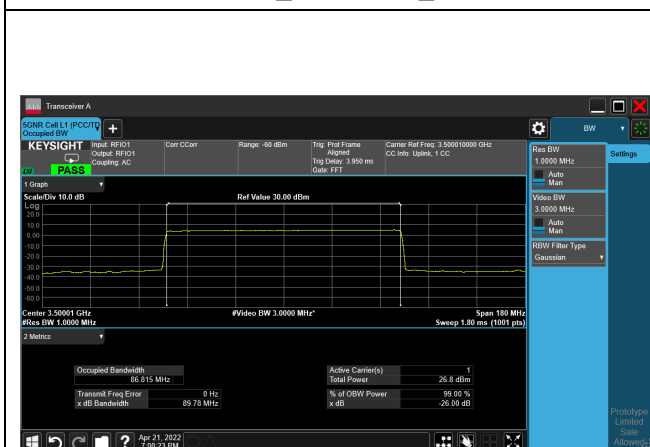 Transceiver A
5GNR Cell L1 (PCC/TD
Occupied BW
BW
KEYSIGHT
Input: RFIO1
Output: RFIO1
Coupling: AC
Corr CCorr
Range: -60 dBm
Trig: Prot Frame
Aligned
Trig Delay: 3.950 ms
Gate: FFT
Carrier Ref Freq: 3.500010000 GHz
CC Info: Uplink, 1 CC
PASS
Res BW
1.0000 MHz
Settings
Auto
Man
Video BW
3.0000 MHz
Auto
Man
RBW Filter Type
Gaussian
1 Graph
Scale/Div 10.0 dB
Ref Value 30.00 dBm
Log
20.0
10.0
0.00
-10.0
-20.0
-30.0
-40.0
-50.0
-60.0
Center 3.50001 GHz
#Video BW 3.0000 MHz*
Span 180 MHz
#Res BW 1.0000 MHz
Sweep 1.80 ms (1001 pts)
2 Metrics
Occupied Bandwidth
86.815 MHz
Active Carrier(s) 1
Total Power 26.8 dBm
Transmit Freq Error 0 Hz
x dB Bandwidth 89.78 MHz
% of OBW Power 99.00 %
x dB -26.00 dB
Prototype
Limited
Sale
Allowed
Apr 21, 2022
7:00:23 PM